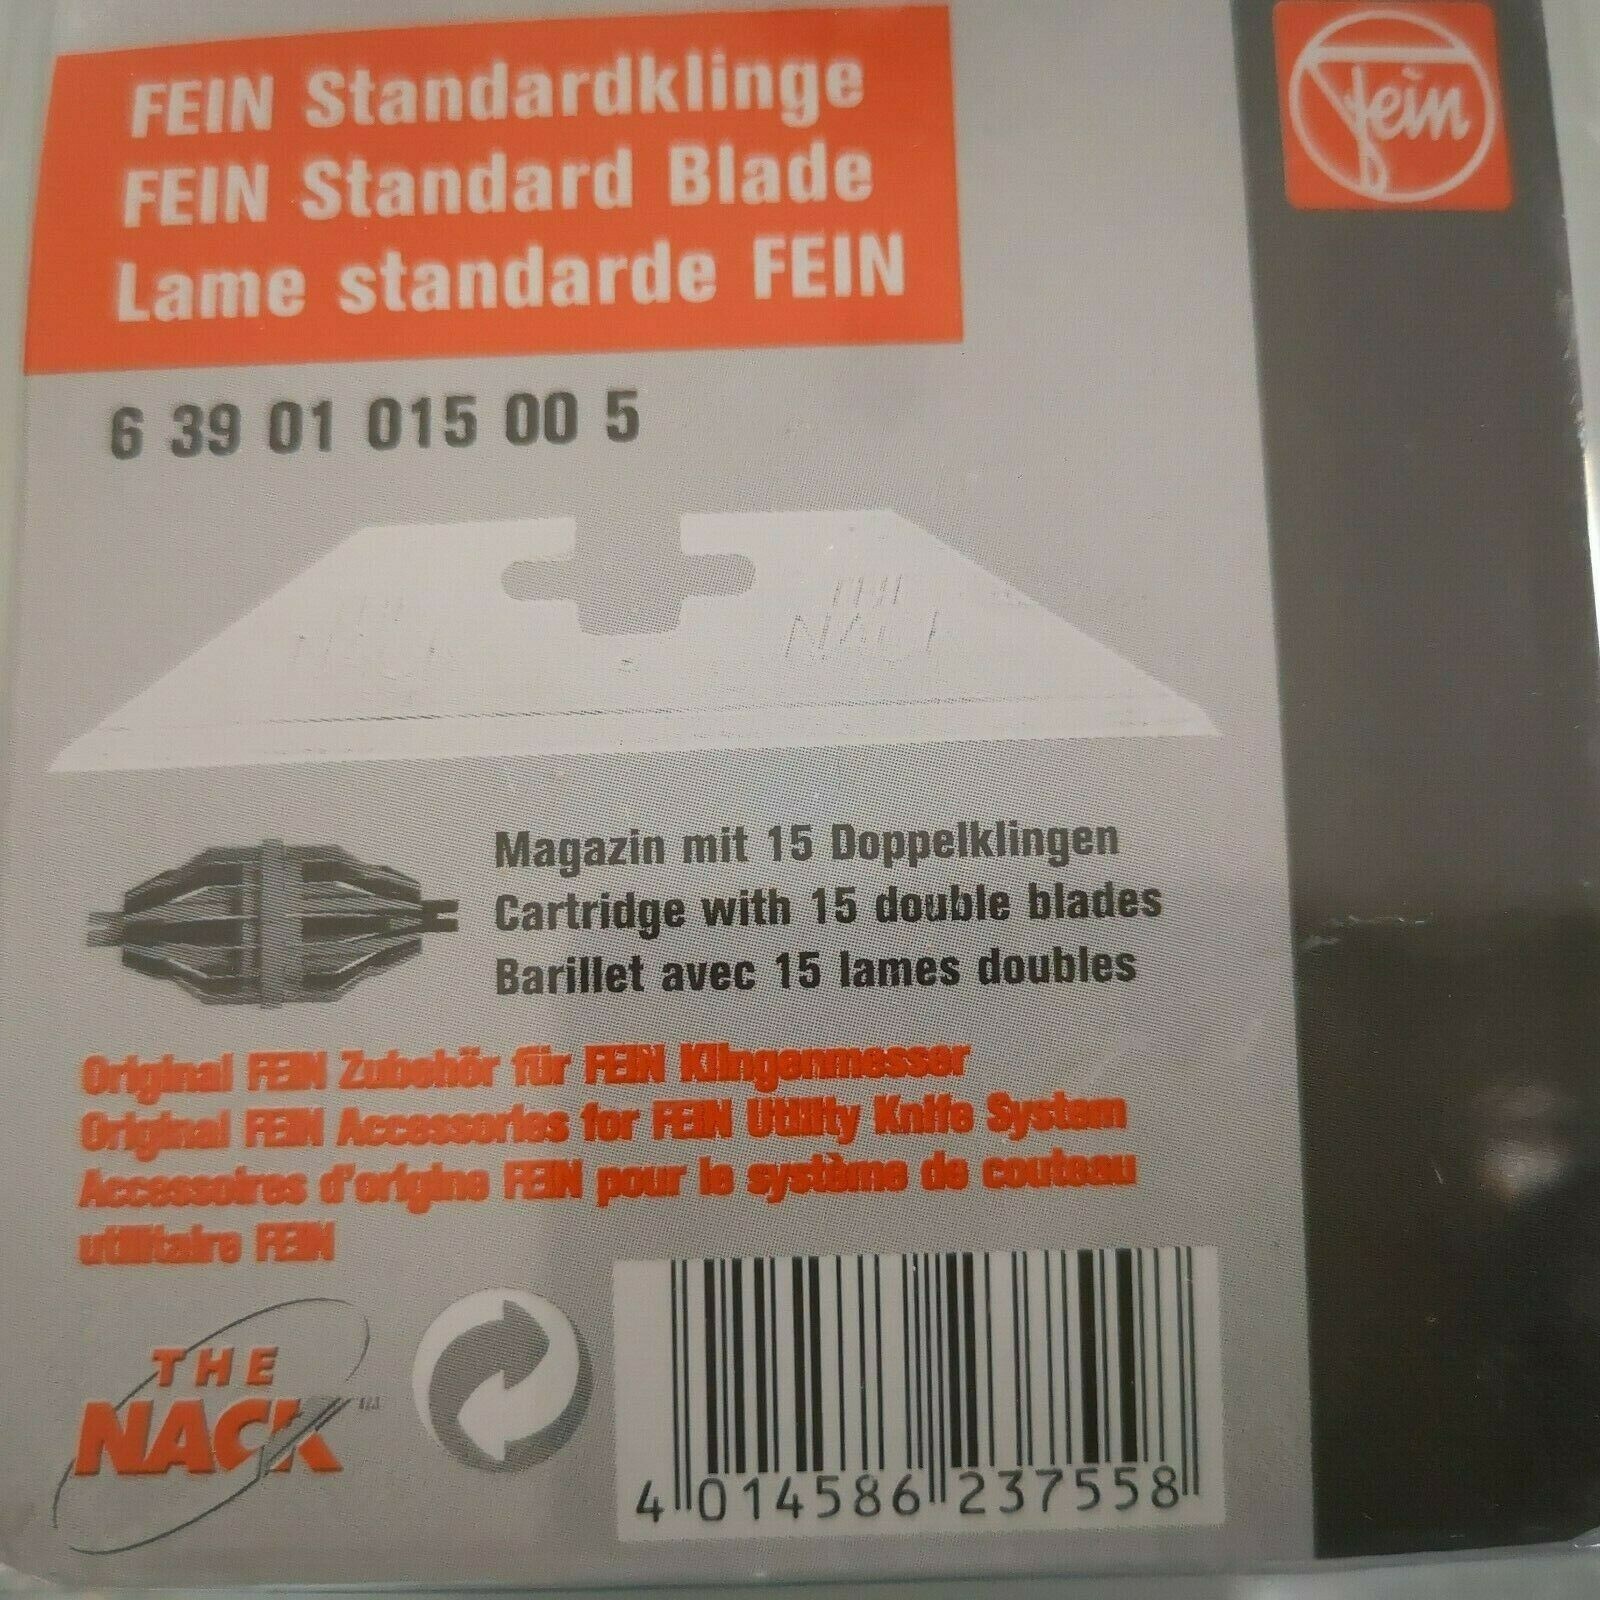 FEIN Standardklinge
FEIN Standard Blade
Lame standarde FEIN
fein
6 39 01 015 00 5
THE
NACK
Magazin mit 15 Doppelklingen
Cartridge with 15 double blades
Barillet avec 15 lames doubles
Original FEIN Zubehör für FEIN Klingenmesser
Original FEIN Accessories for FEIN Utility Knife System
Accessoires d'origine FEIN pour le système de couteau
utilitaire FEIN
THE
NACK
4 014586 237558